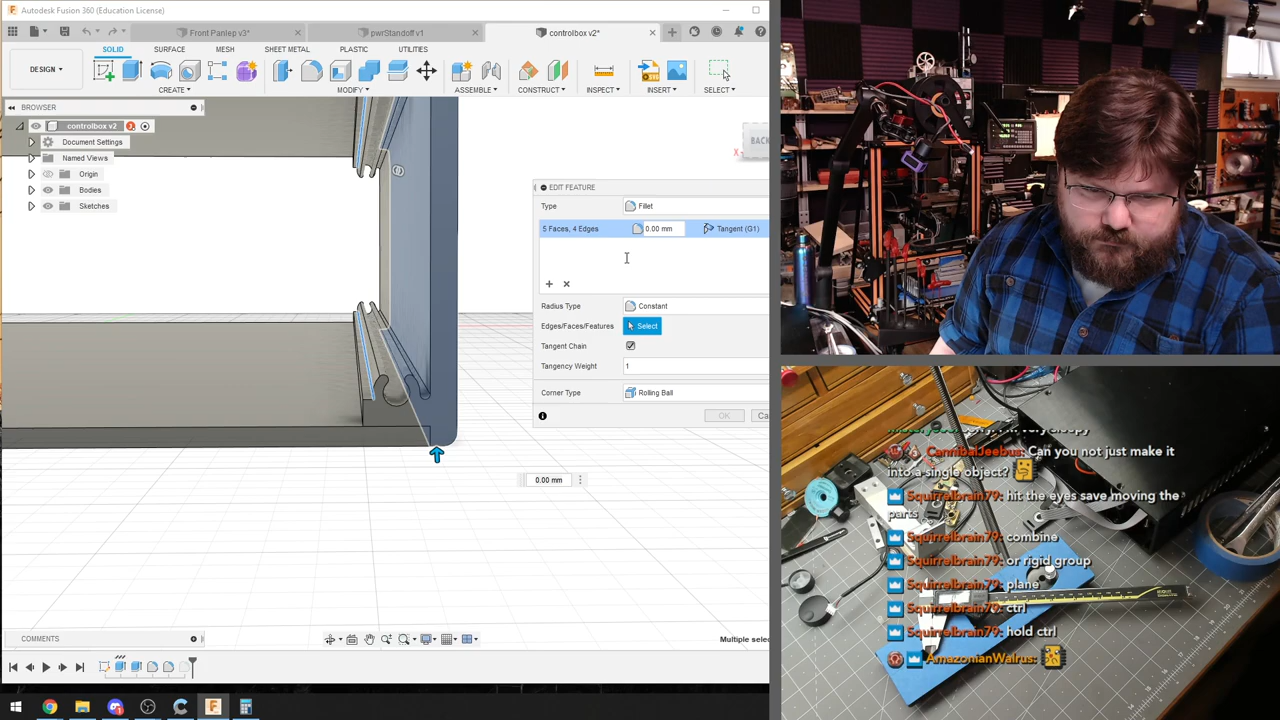 Autodesk Fusion 360 (Education License)
Front Panlep v3*
pwrStandoff v1
controlbox v2*
SOLID
SURFACE
MESH
SHEET METAL
PLASTIC
UTILITIES
DESIGN
CREATE
MODIFY
ASSEMBLE
CONSTRUCT
INSPECT
INSERT
SELECT
BROWSER
controlbox v2
Document Settings
Named Views
Origin
Bodies
Sketches
BACK
X
EDIT FEATURE
Type
Fillet
5 Faces, 4 Edges
0.00 mm
Tangent (G1)
Radius Type
Constant
Edges/Faces/Features
Select
Tangent Chain
Tangency Weight
1
Corner Type
Rolling Ball
OK
Ca
0.00 mm
COMMENTS
Multiple selec
CannibalJeebus: Can you not just make it
into a single object?
Squirrelbrain79: hit the eyes save moving the
parts
Squirrelbrain79: combine
Squirrelbrain79: or rigid group
Squirrelbrain79: plane
Squirrelbrain79: ctrl
Squirrelbrain79: hold ctrl
AmazonianWalrus: